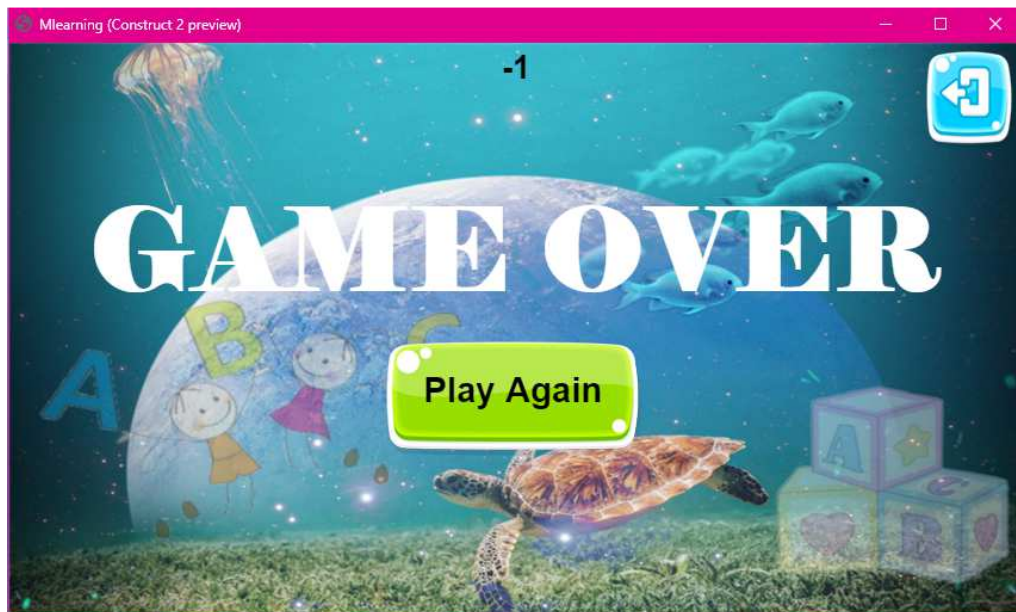 Mlearning (Construct 2 preview)
-1
GAME OVER
A B C
Play Again
A
C
B